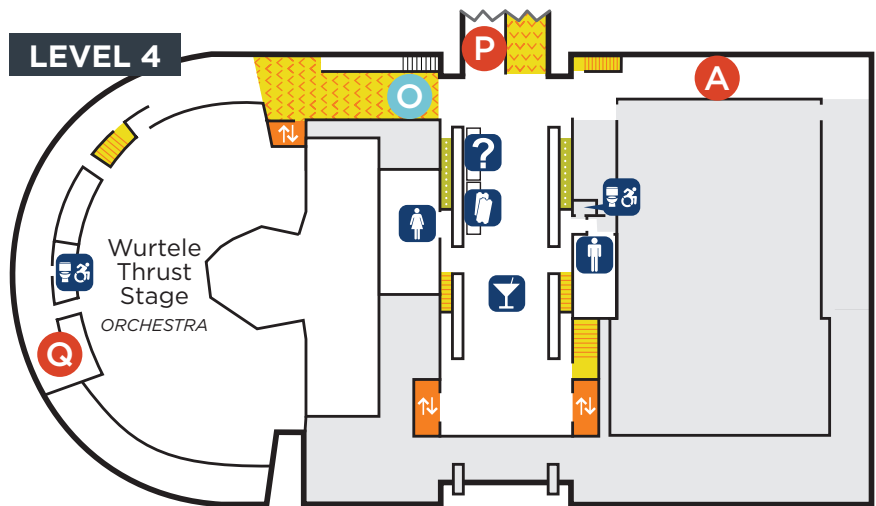 LEVEL 4
P
A
O
?
Wurtele
Thrust
Stage
ORCHESTRA
Q